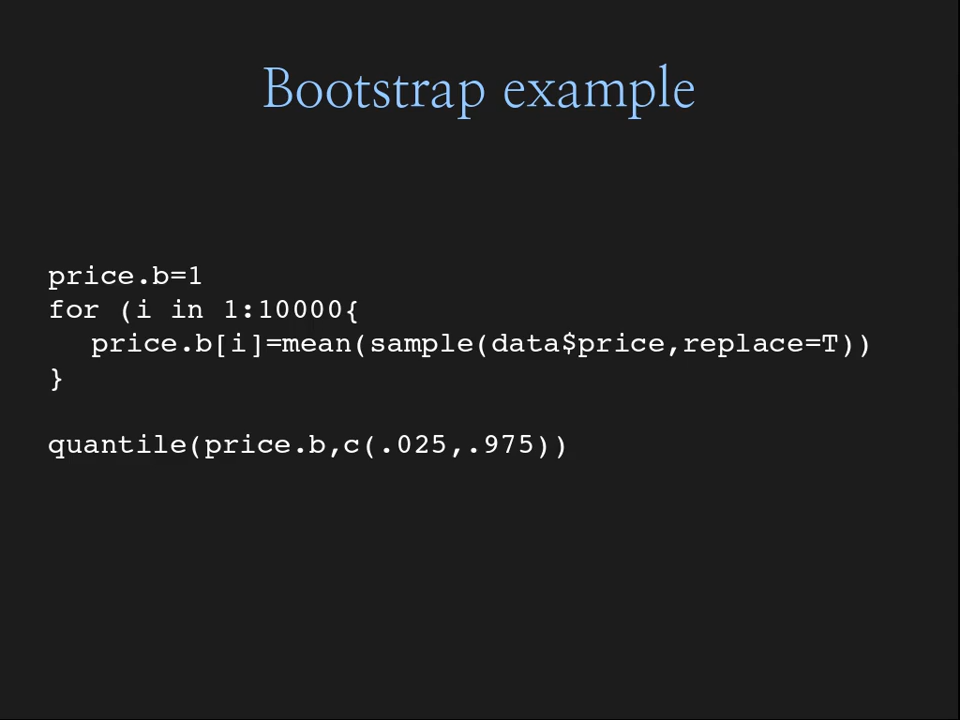 Bootstrap example
price.b=1
for (i in 1:10000{
price.b[i]=mean(sample(data$price,replace=T))
}
quantile(price.b,c(.025,.975))